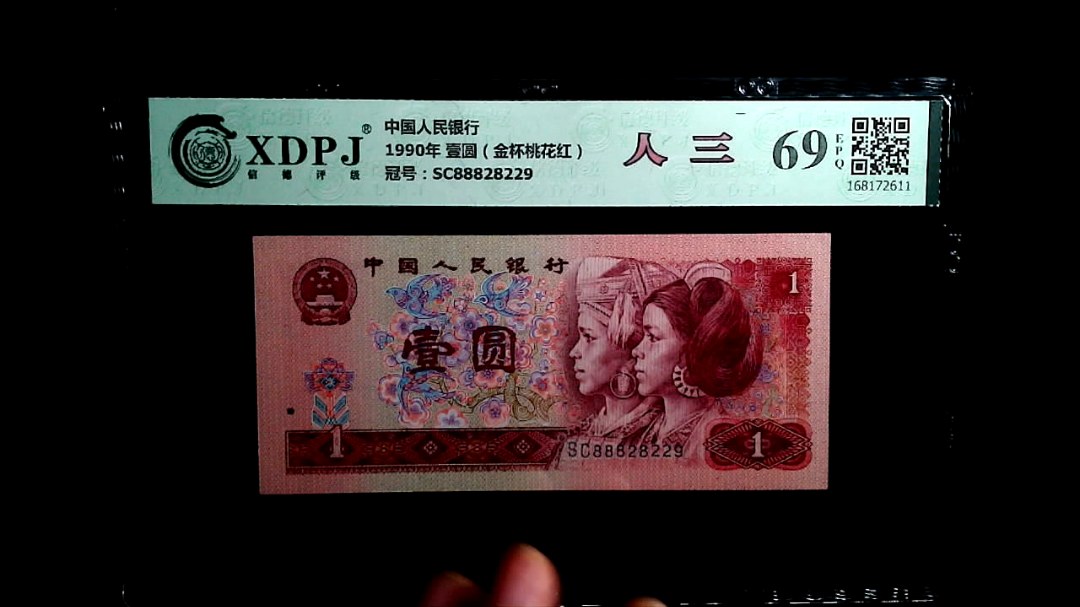 XDPJ®
信德评级
中国人民银行
1990年 壹圆（金杯桃花红）
冠号：SC88828229
人三
69
EPQ
168172611
中国人民银行
1
壹圆
1
SC88828229
1